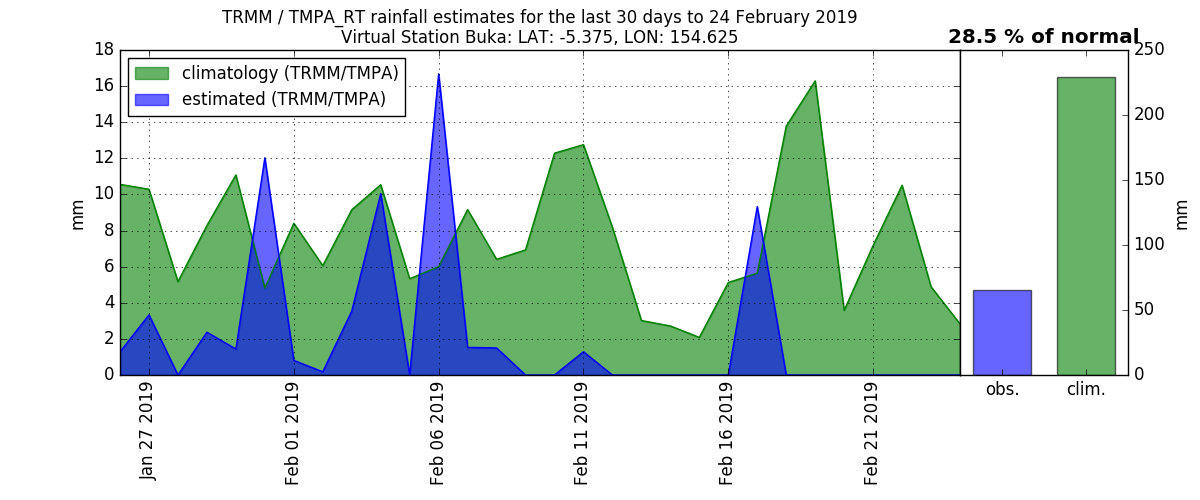 TRMM / TMPA_RT rainfall estimates for the last 30 days to 24 February 2019
Virtual Station Buka: LAT: -5.375, LON: 154.625
28.5 % of normal
climatology (TRMM/TMPA)
estimated (TRMM/TMPA)
18
16
14
12
10
8
6
4
2
0
mm
Jan 27 2019
Feb 01 2019
Feb 06 2019
Feb 11 2019
Feb 16 2019
Feb 21 2019
obs.
clim.
250
200
150
100
50
0
mm